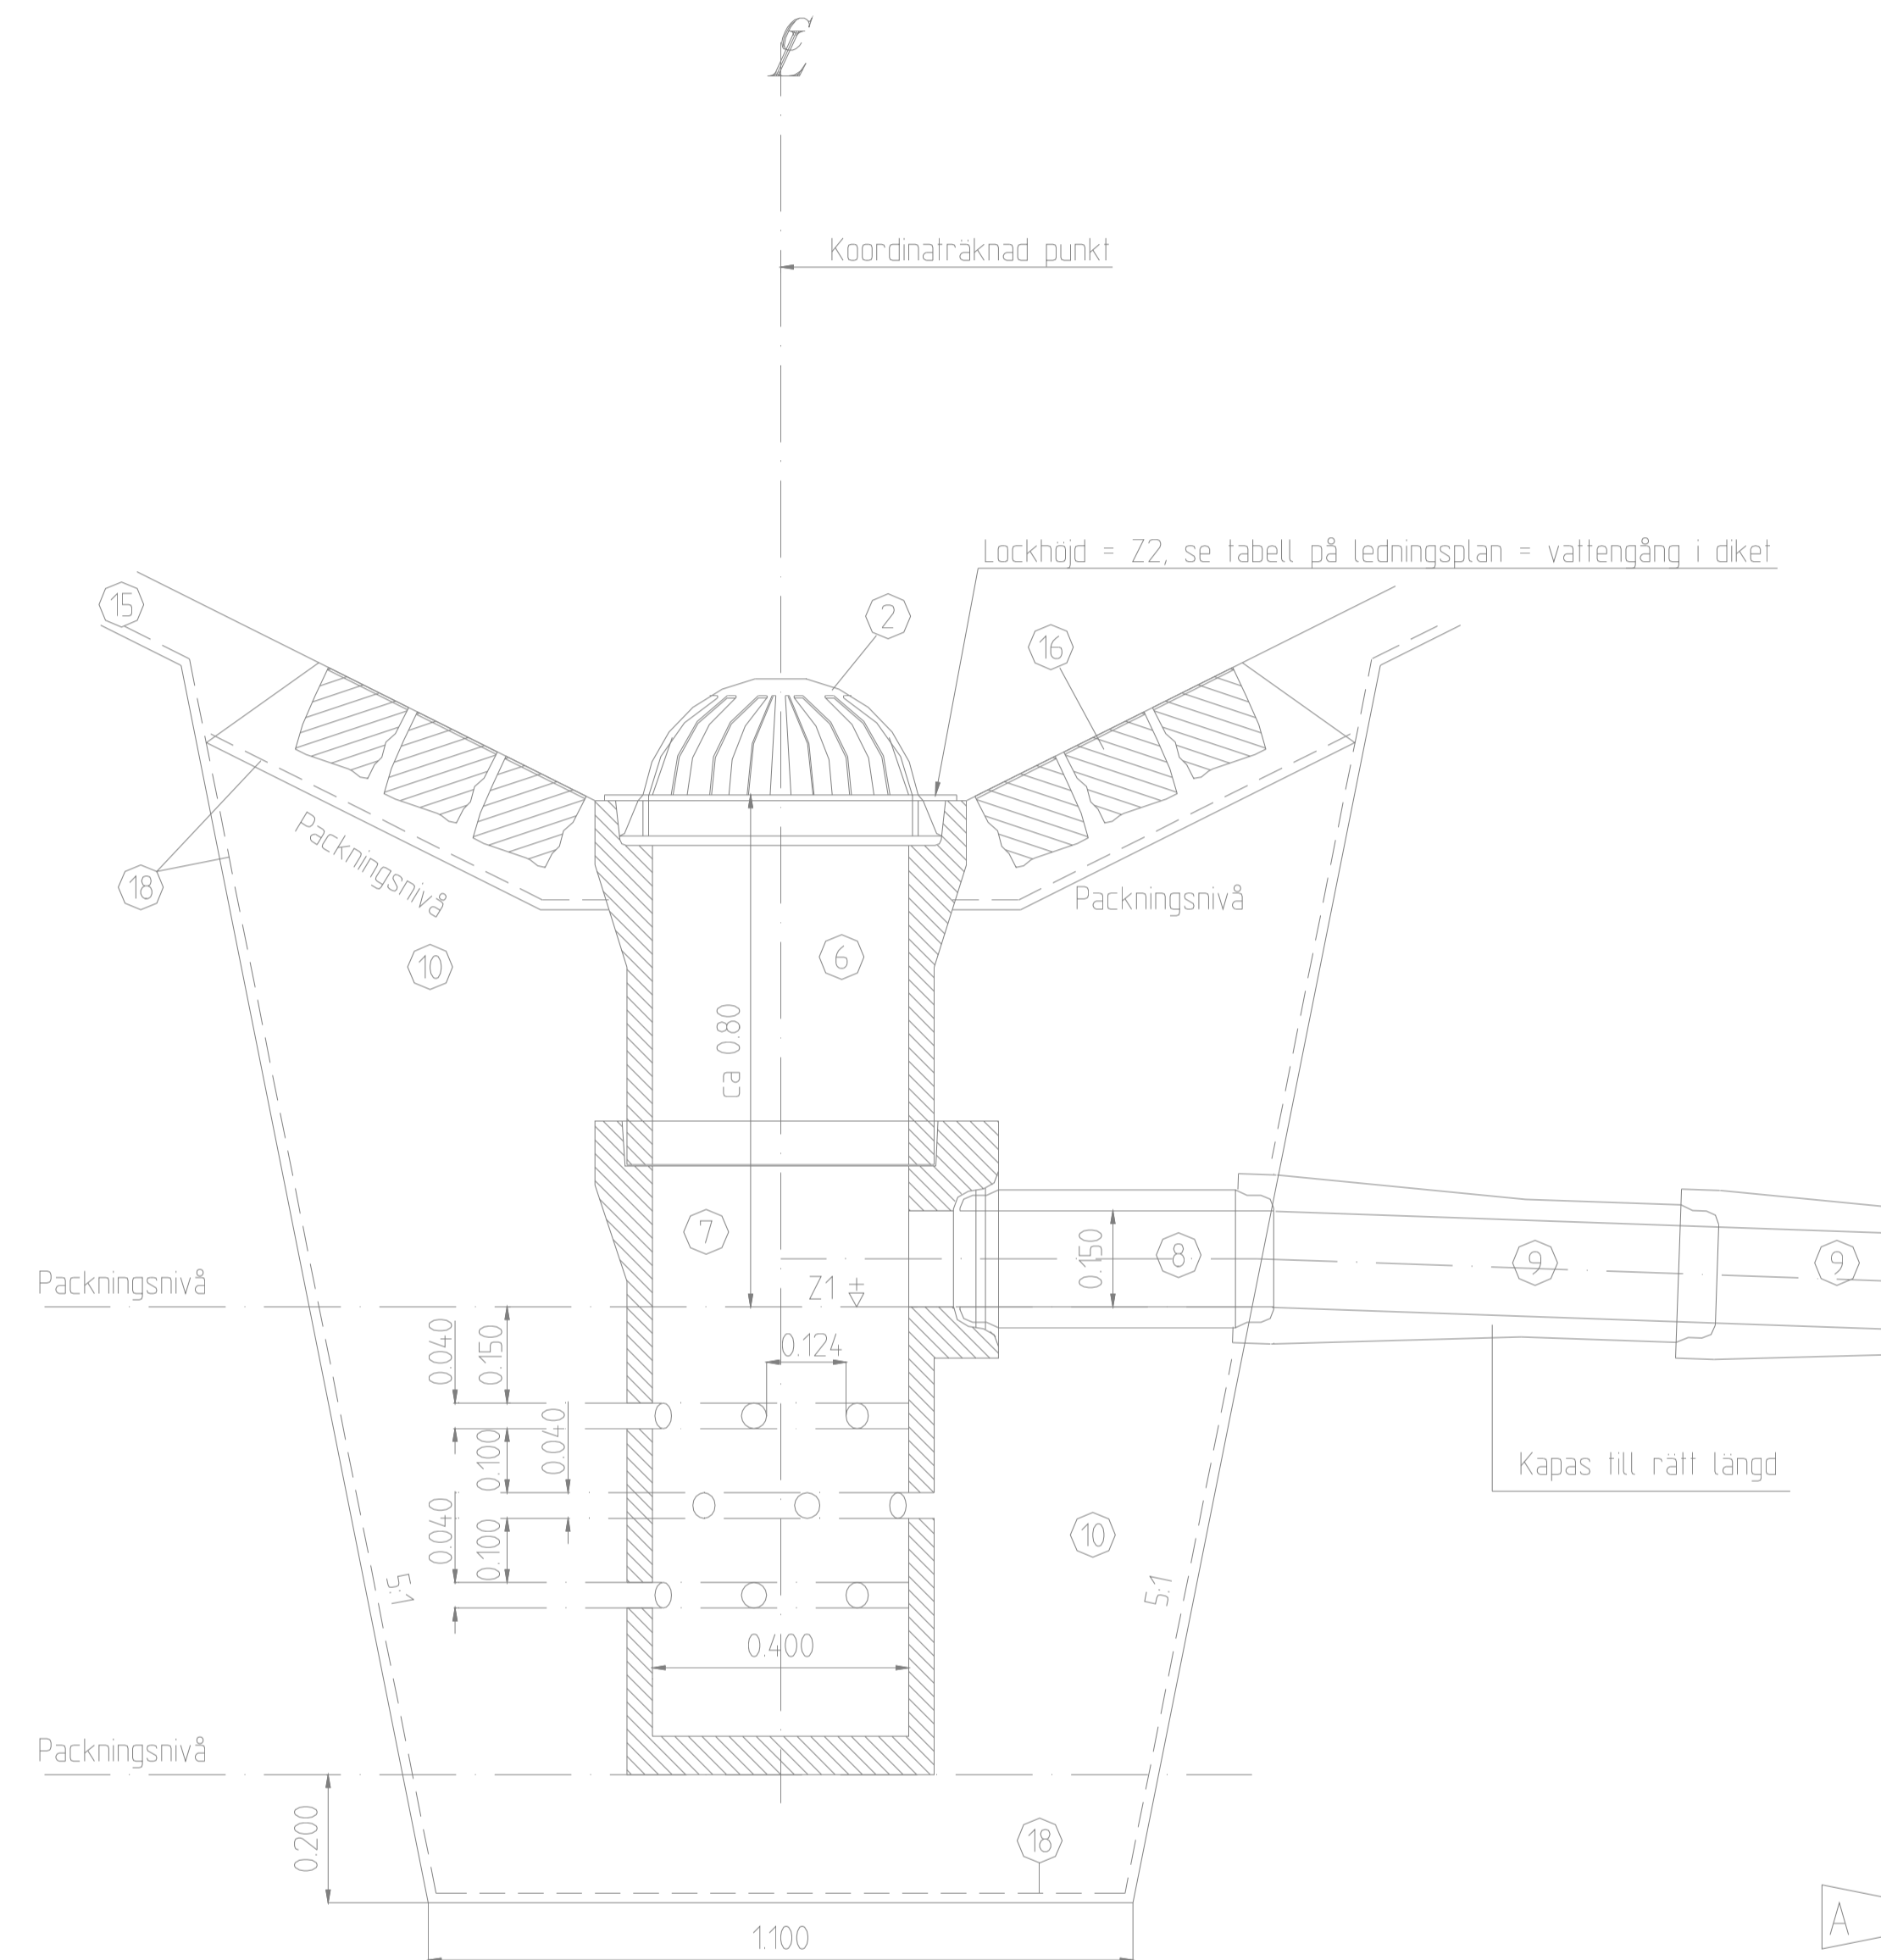 ℄
Koordinaträknad punkt
Lockhöjd = Z2, se tabell på ledningsplan = vattengång i diket
15
2
16
Packningsnivå
18
Packningsnivå
10
6
ca 0.80
7
0.150
8
9
9
Packningsnivå
Z1
0.040
0.150
0.124
0.040
0.100
Kapas till rätt längd
0.040
0.100
10
1:5
5:1
0.400
Packningsnivå
0.200
18
A
1.100